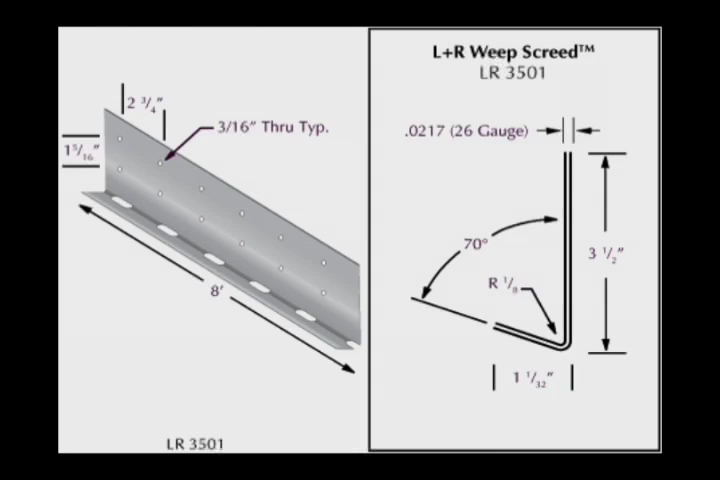 2 3/4"
3/16" Thru Typ.
1 5/16"
8'
LR 3501
L+R Weep Screed™
LR 3501
.0217 (26 Gauge)
70°
3 1/2"
R 1/8
1 1/32"